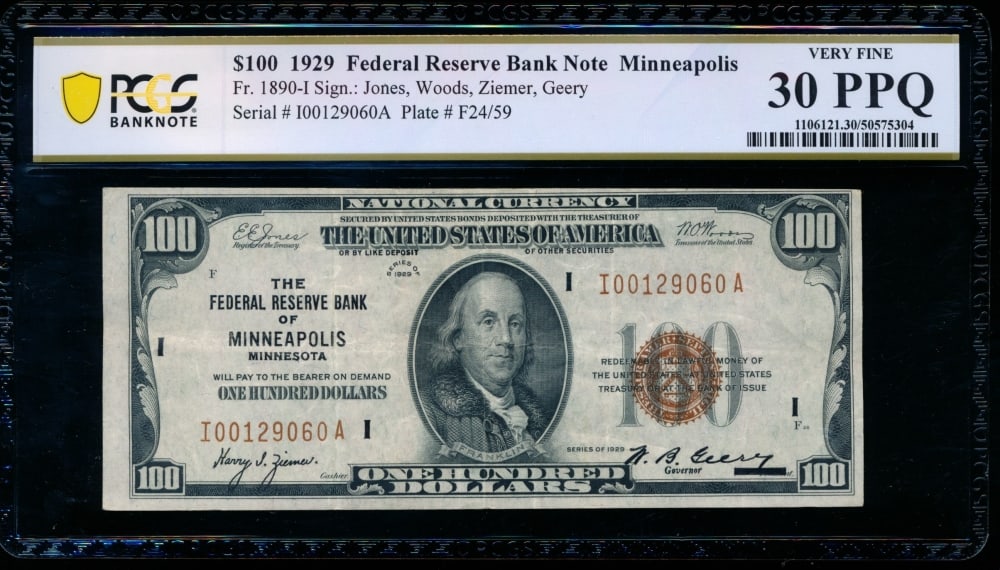 $100 1929 Federal Reserve Bank Note Minneapolis
Fr. 1890-I Sign.: Jones, Woods, Ziemer, Geery
Serial # I00129060A Plate # F24/59
PCGS
BANKNOTE
VERY FINE
30 PPQ
1106121.30/50575304
NATIONAL CURRENCY
SECURED BY UNITED STATES BONDS DEPOSITED WITH THE TREASURER OF
THE UNITED STATES OF AMERICA
OR BY LIKE DEPOSIT OF OTHER SECURITIES
100
100
E E Jones
Register of the Treasury
W.O. Woods
Treasurer of the United States
SERIES OF
1929
F
THE
FEDERAL RESERVE BANK
OF
MINNEAPOLIS
MINNESOTA
WILL PAY TO THE BEARER ON DEMAND
ONE HUNDRED DOLLARS
I
I I00129060 A
100
REDEEMABLE IN LAWFUL MONEY OF
THE UNITED STATES AT UNITED STATES
TREASURY OR AT THE BANK OF ISSUE
I
F
I00129060 A I
Harry I. Ziemer.
Cashier
FRANKLIN
SERIES OF 1929
W. B. Geery
Governor
100
ONE HUNDRED
DOLLARS
100